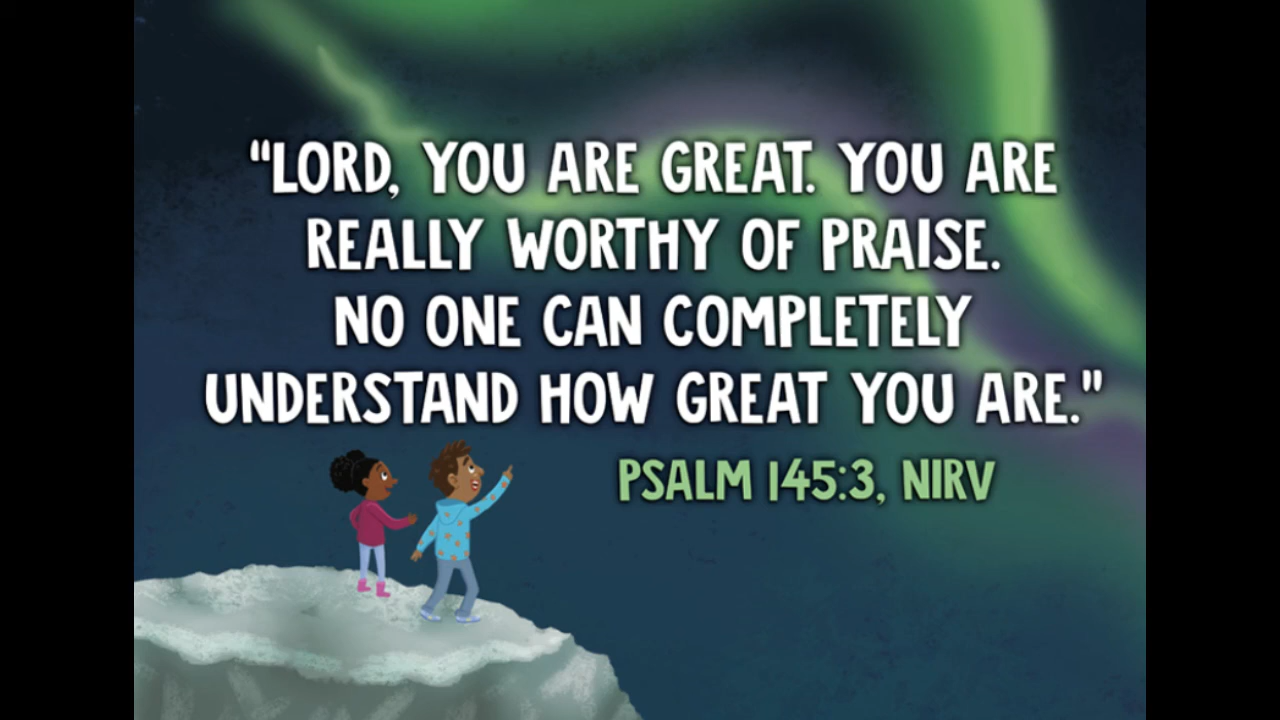 "LORD, YOU ARE GREAT. YOU ARE
REALLY WORTHY OF PRAISE.
NO ONE CAN COMPLETELY
UNDERSTAND HOW GREAT YOU ARE."
PSALM 145:3, NIRV